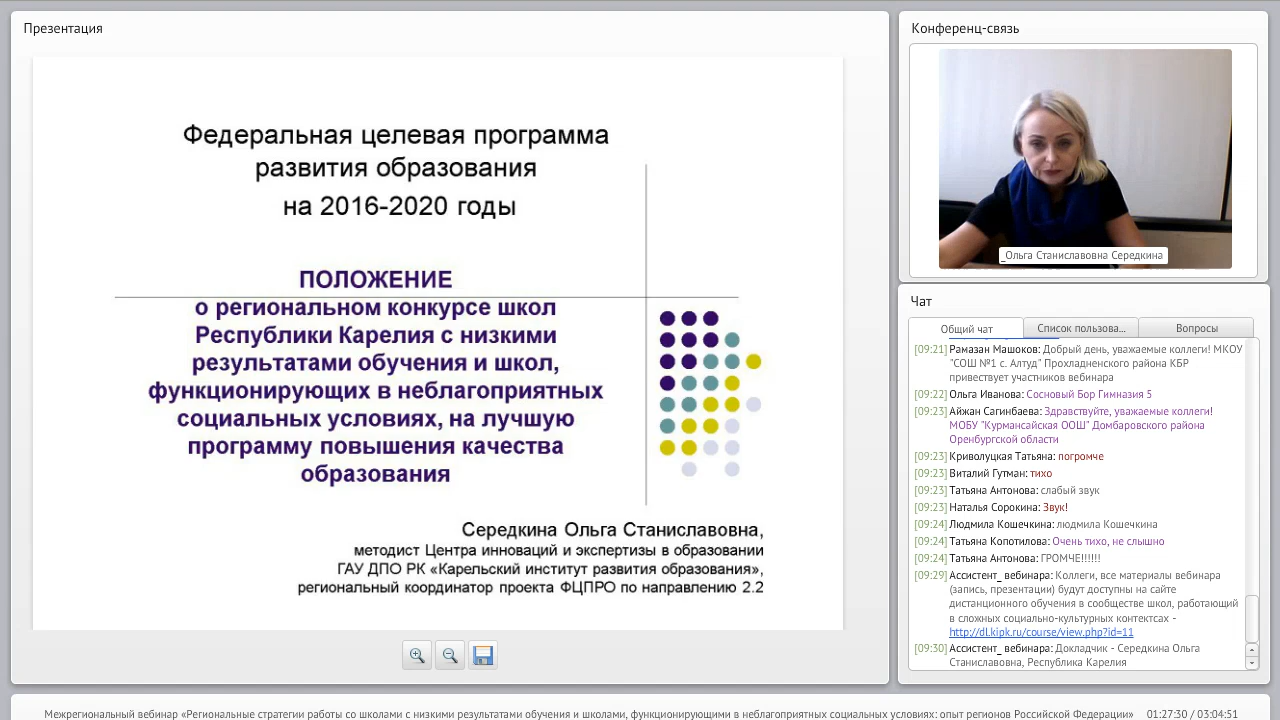 Презентация
Федеральная целевая программа
развития образования
на 2016-2020 годы
ПОЛОЖЕНИЕ
о региональном конкурсе школ
Республики Карелия с низкими
результатами обучения и школ,
функционирующих в неблагоприятных
социальных условиях, на лучшую
программу повышения качества
образования
Середкина Ольга Станиславовна,
методист Центра инноваций и экспертизы в образовании
ГАУ ДПО РК «Карельский институт развития образования»,
региональный координатор проекта ФЦПРО по направлению 2.2
Конференц-связь
_Ольга Станиславовна Середкина
Чат
Общий чат
Список пользова...
Вопросы
[09:21] Рамазан Машоков: Добрый день, уважаемые коллеги! МКОУ
"СОШ №1 с. Алтуд" Прохладненского района КБР
привествует участников вебинара
[09:22] Ольга Иванова: Сосновый Бор Гимназия 5
[09:23] Айжан Сагинбаева: Здравствуйте, уважаемые коллеги!
МОБУ "Курмансайская ООШ" Домбаровского района
Оренбургской области
[09:23] Криволуцкая Татьяна: погромче
[09:23] Виталий Гутман: тихо
[09:23] Татьяна Антонова: слабый звук
[09:23] Наталья Сорокина: Звук!
[09:24] Людмила Кошечкина: людмила Кошечкина
[09:24] Татьяна Копотилова: Очень тихо, не слышно
[09:24] Татьяна Антонова: ГРОМЧЕ!!!!!!
[09:29] Ассистент_ вебинара: Коллеги, все материалы вебинара
(запись, презентации) будут доступны на сайте
дистанционного обучения в сообществе школ, работающий
в сложных социально-культурных контектсах -
http://dl.kipk.ru/course/view.php?id=11
[09:30] Ассистент_ вебинара: Докладчик - Середкина Ольга
Станиславовна, Республика Карелия
Межрегиональный вебинар «Региональные стратегии работы со школами с низкими результатами обучения и школами, функционирующими в неблагоприятных социальных условиях: опыт регионов Российской Федерации» 01:27:30 / 03:04:51